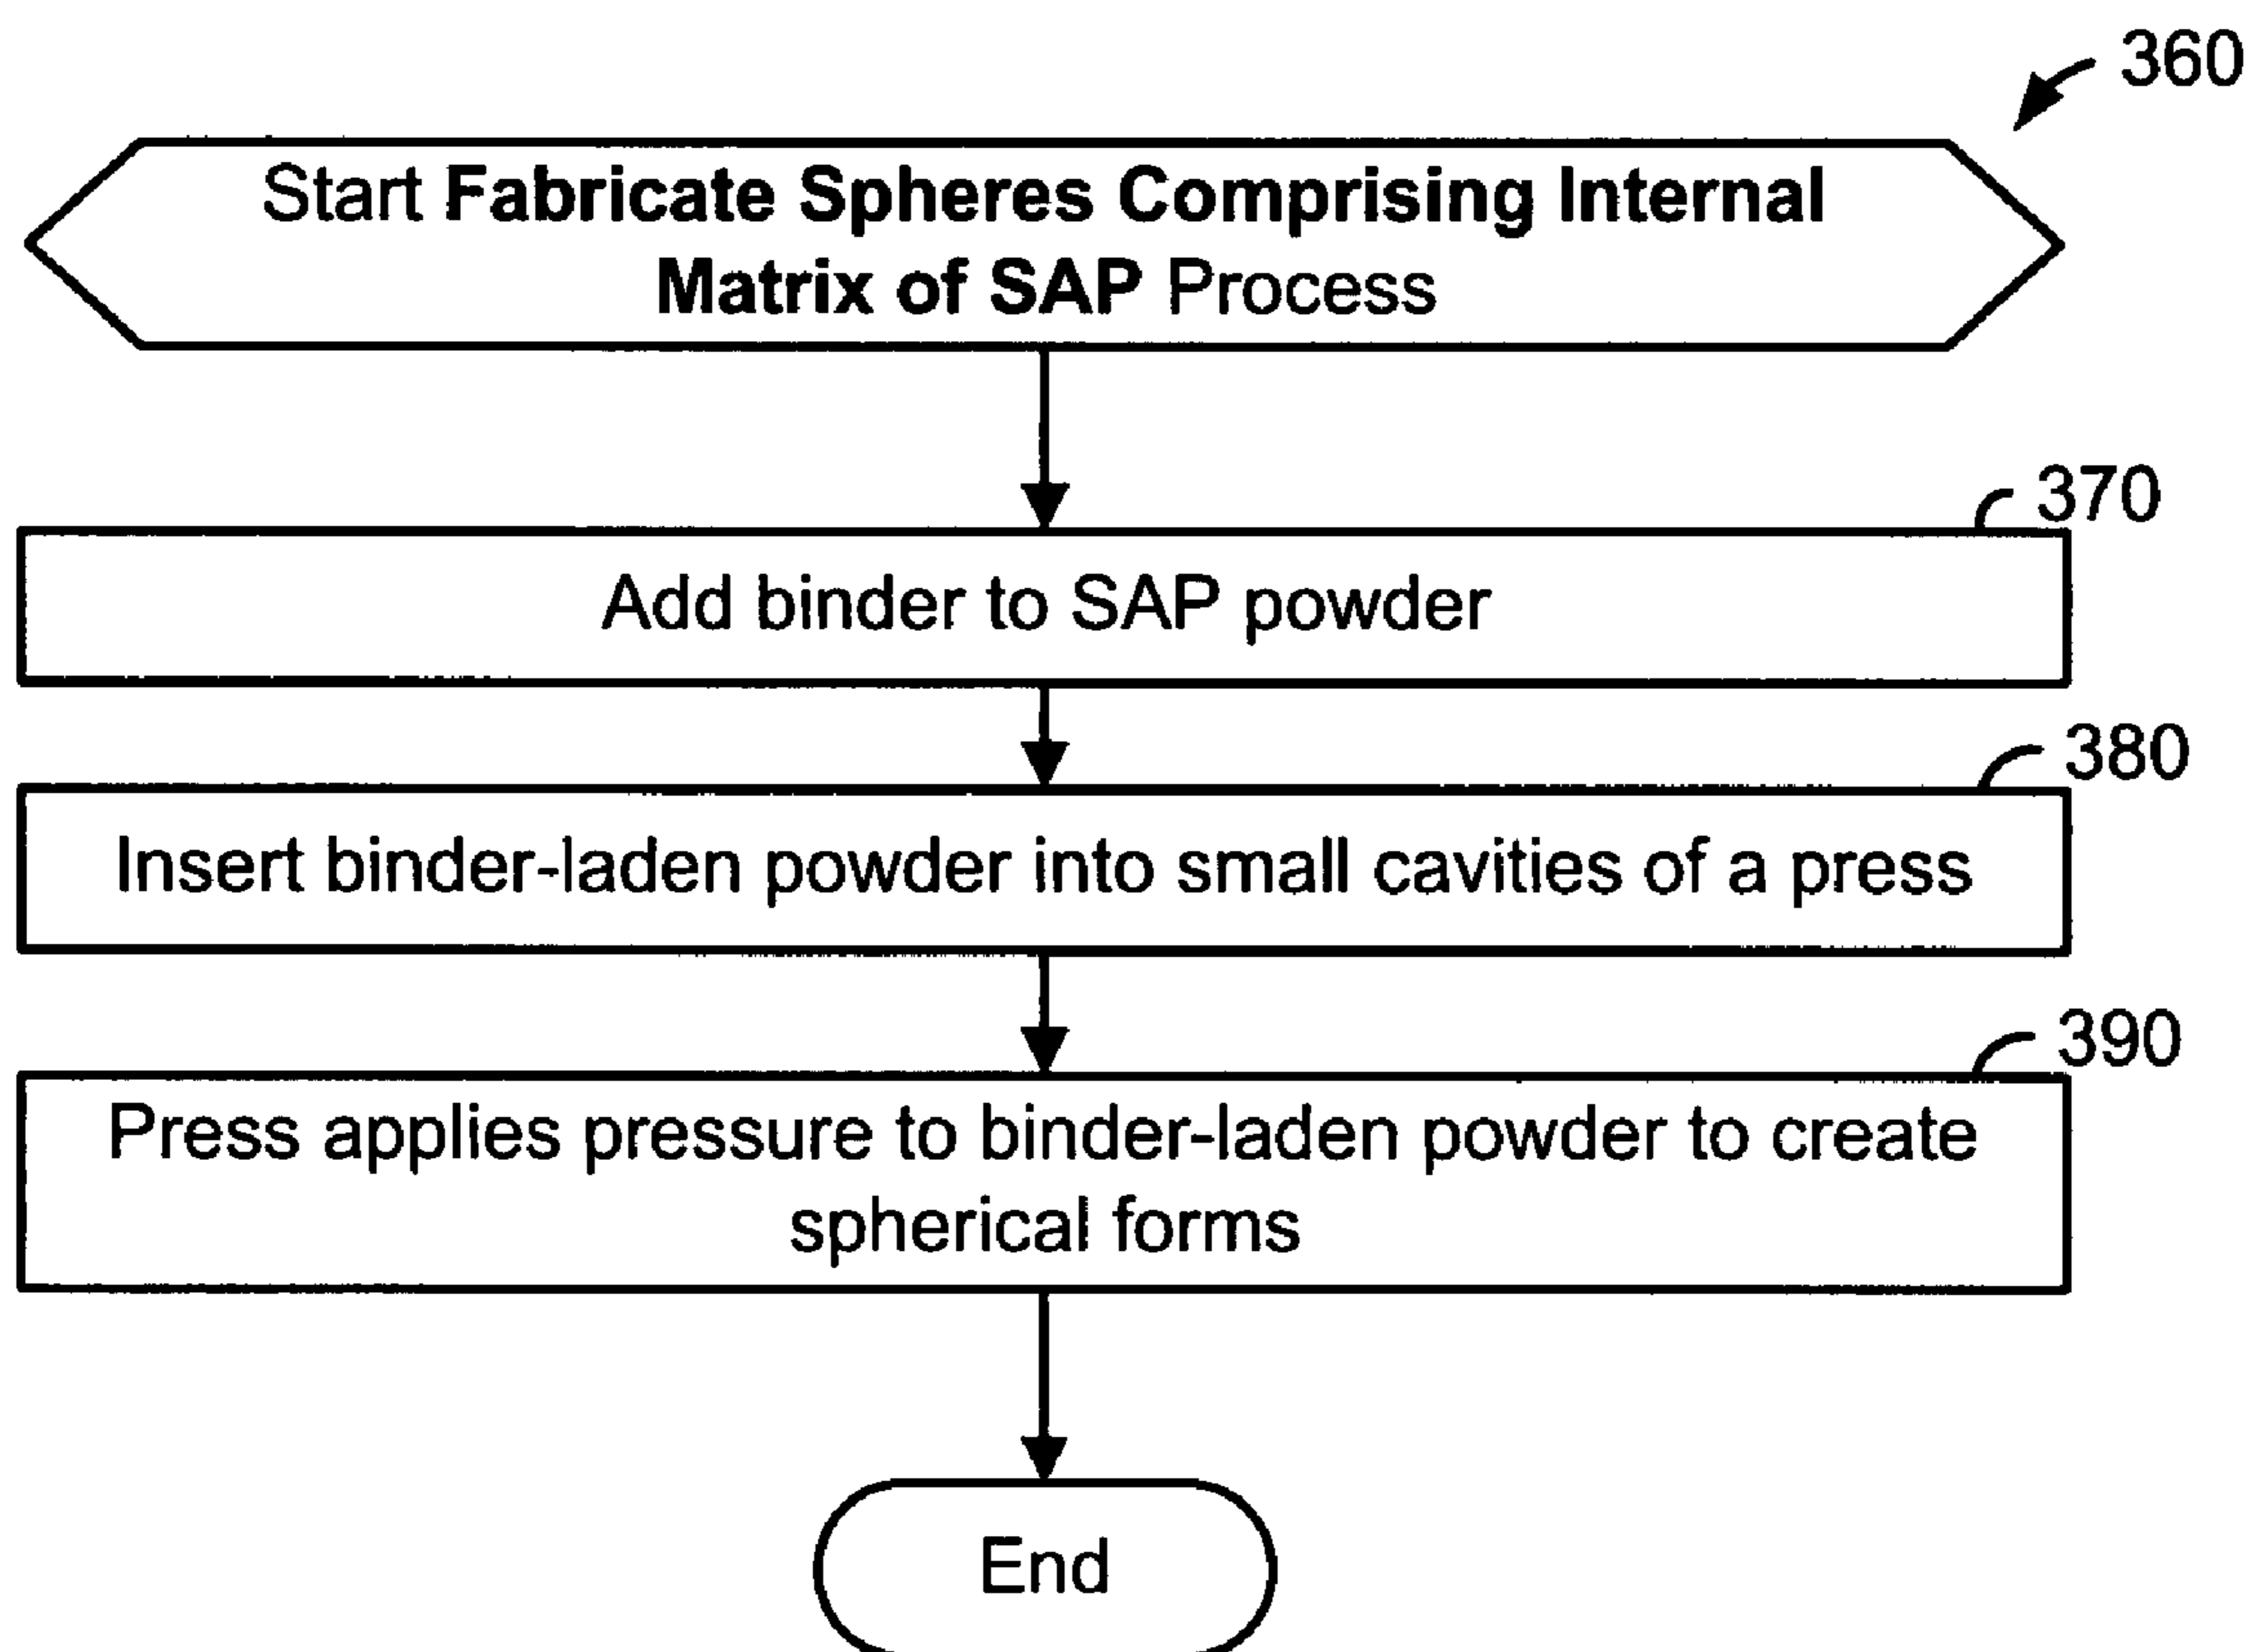 360
Start Fabricate Spheres Comprising Internal
Matrix of SAP Process
370
Add binder to SAP powder
380
Insert binder-laden powder into small cavities of a press
390
Press applies pressure to binder-laden powder to create
spherical forms
End